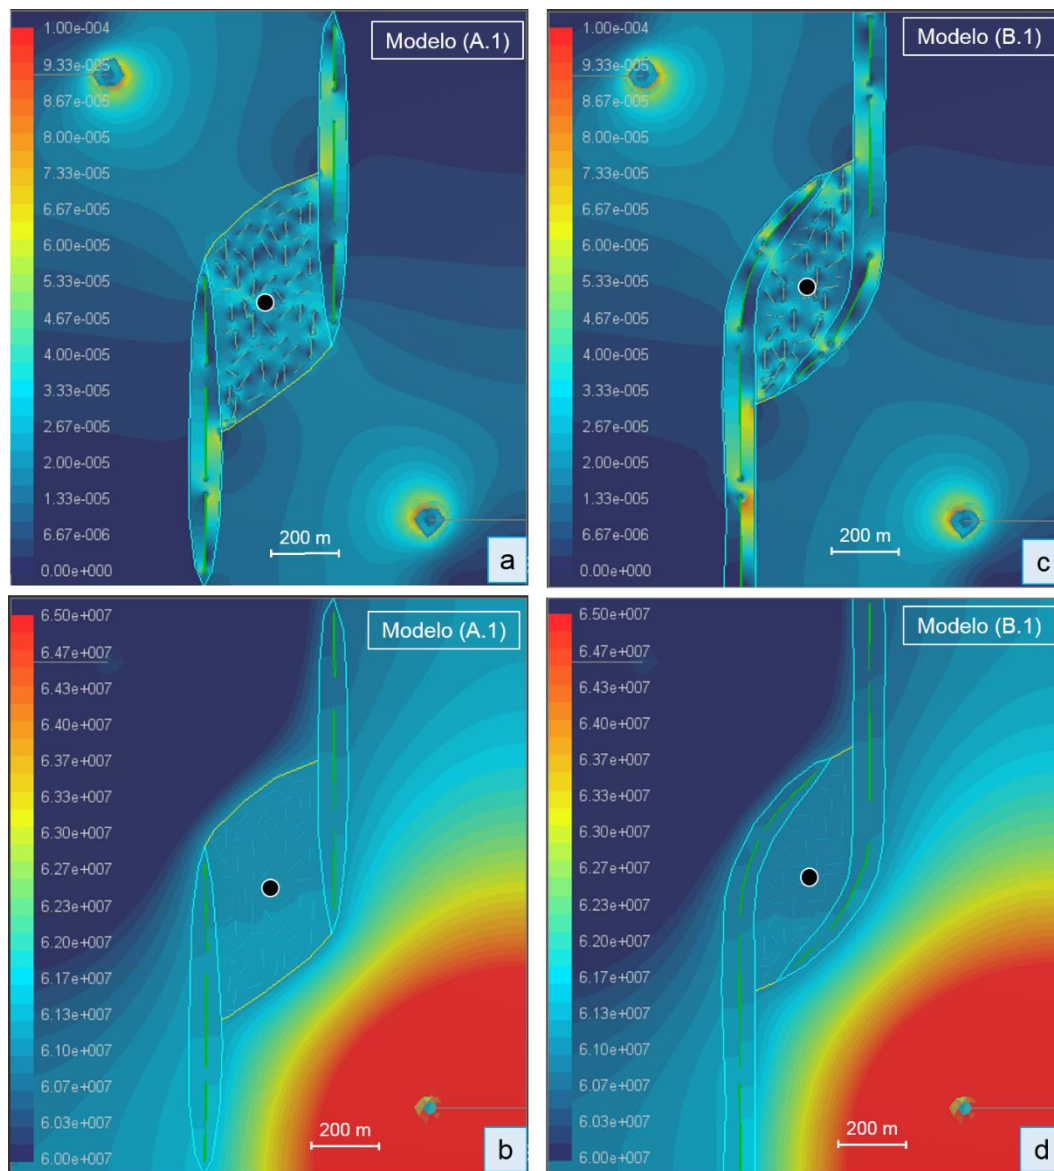 1.00e-004
9.33e-005
8.67e-005
8.00e-005
7.33e-005
6.67e-005
6.00e-005
5.33e-005
4.67e-005
4.00e-005
3.33e-005
2.67e-005
2.00e-005
1.33e-005
6.67e-006
0.00e+000
Modelo (A.1)
200 m
a
1.00e-004
9.33e-005
8.67e-005
8.00e-005
7.33e-005
6.67e-005
6.00e-005
5.33e-005
4.67e-005
4.00e-005
3.33e-005
2.67e-005
2.00e-005
1.33e-005
6.67e-006
0.00e+000
Modelo (B.1)
200 m
c
6.50e+007
6.47e+007
6.43e+007
6.40e+007
6.37e+007
6.33e+007
6.30e+007
6.27e+007
6.23e+007
6.20e+007
6.17e+007
6.13e+007
6.10e+007
6.07e+007
6.03e+007
6.00e+007
Modelo (A.1)
200 m
b
6.50e+007
6.47e+007
6.43e+007
6.40e+007
6.37e+007
6.33e+007
6.30e+007
6.27e+007
6.23e+007
6.20e+007
6.17e+007
6.13e+007
6.10e+007
6.07e+007
6.03e+007
6.00e+007
Modelo (B.1)
200 m
d